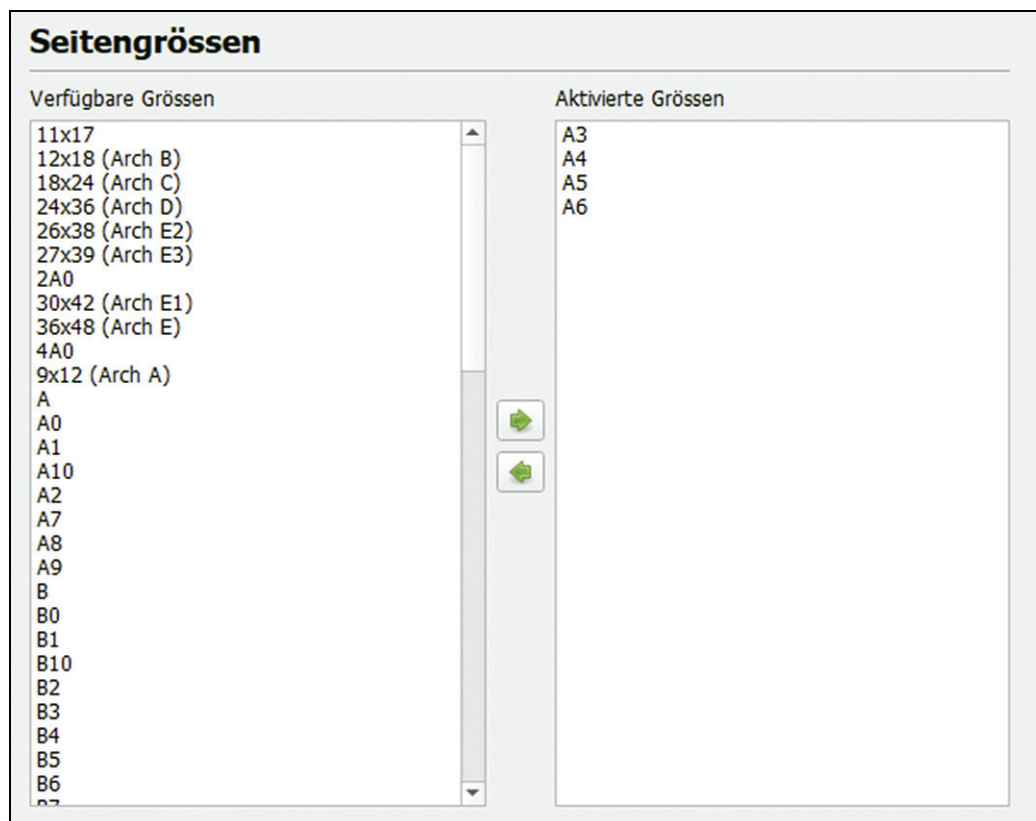 Seitengrössen
Verfügbare Grössen
11x17
12x18 (Arch B)
18x24 (Arch C)
24x36 (Arch D)
26x38 (Arch E2)
27x39 (Arch E3)
2A0
30x42 (Arch E1)
36x48 (Arch E)
4A0
9x12 (Arch A)
A
A0
A1
A10
A2
A7
A8
A9
B
B0
B1
B10
B2
B3
B4
B5
B6
B7
Aktivierte Grössen
A3
A4
A5
A6